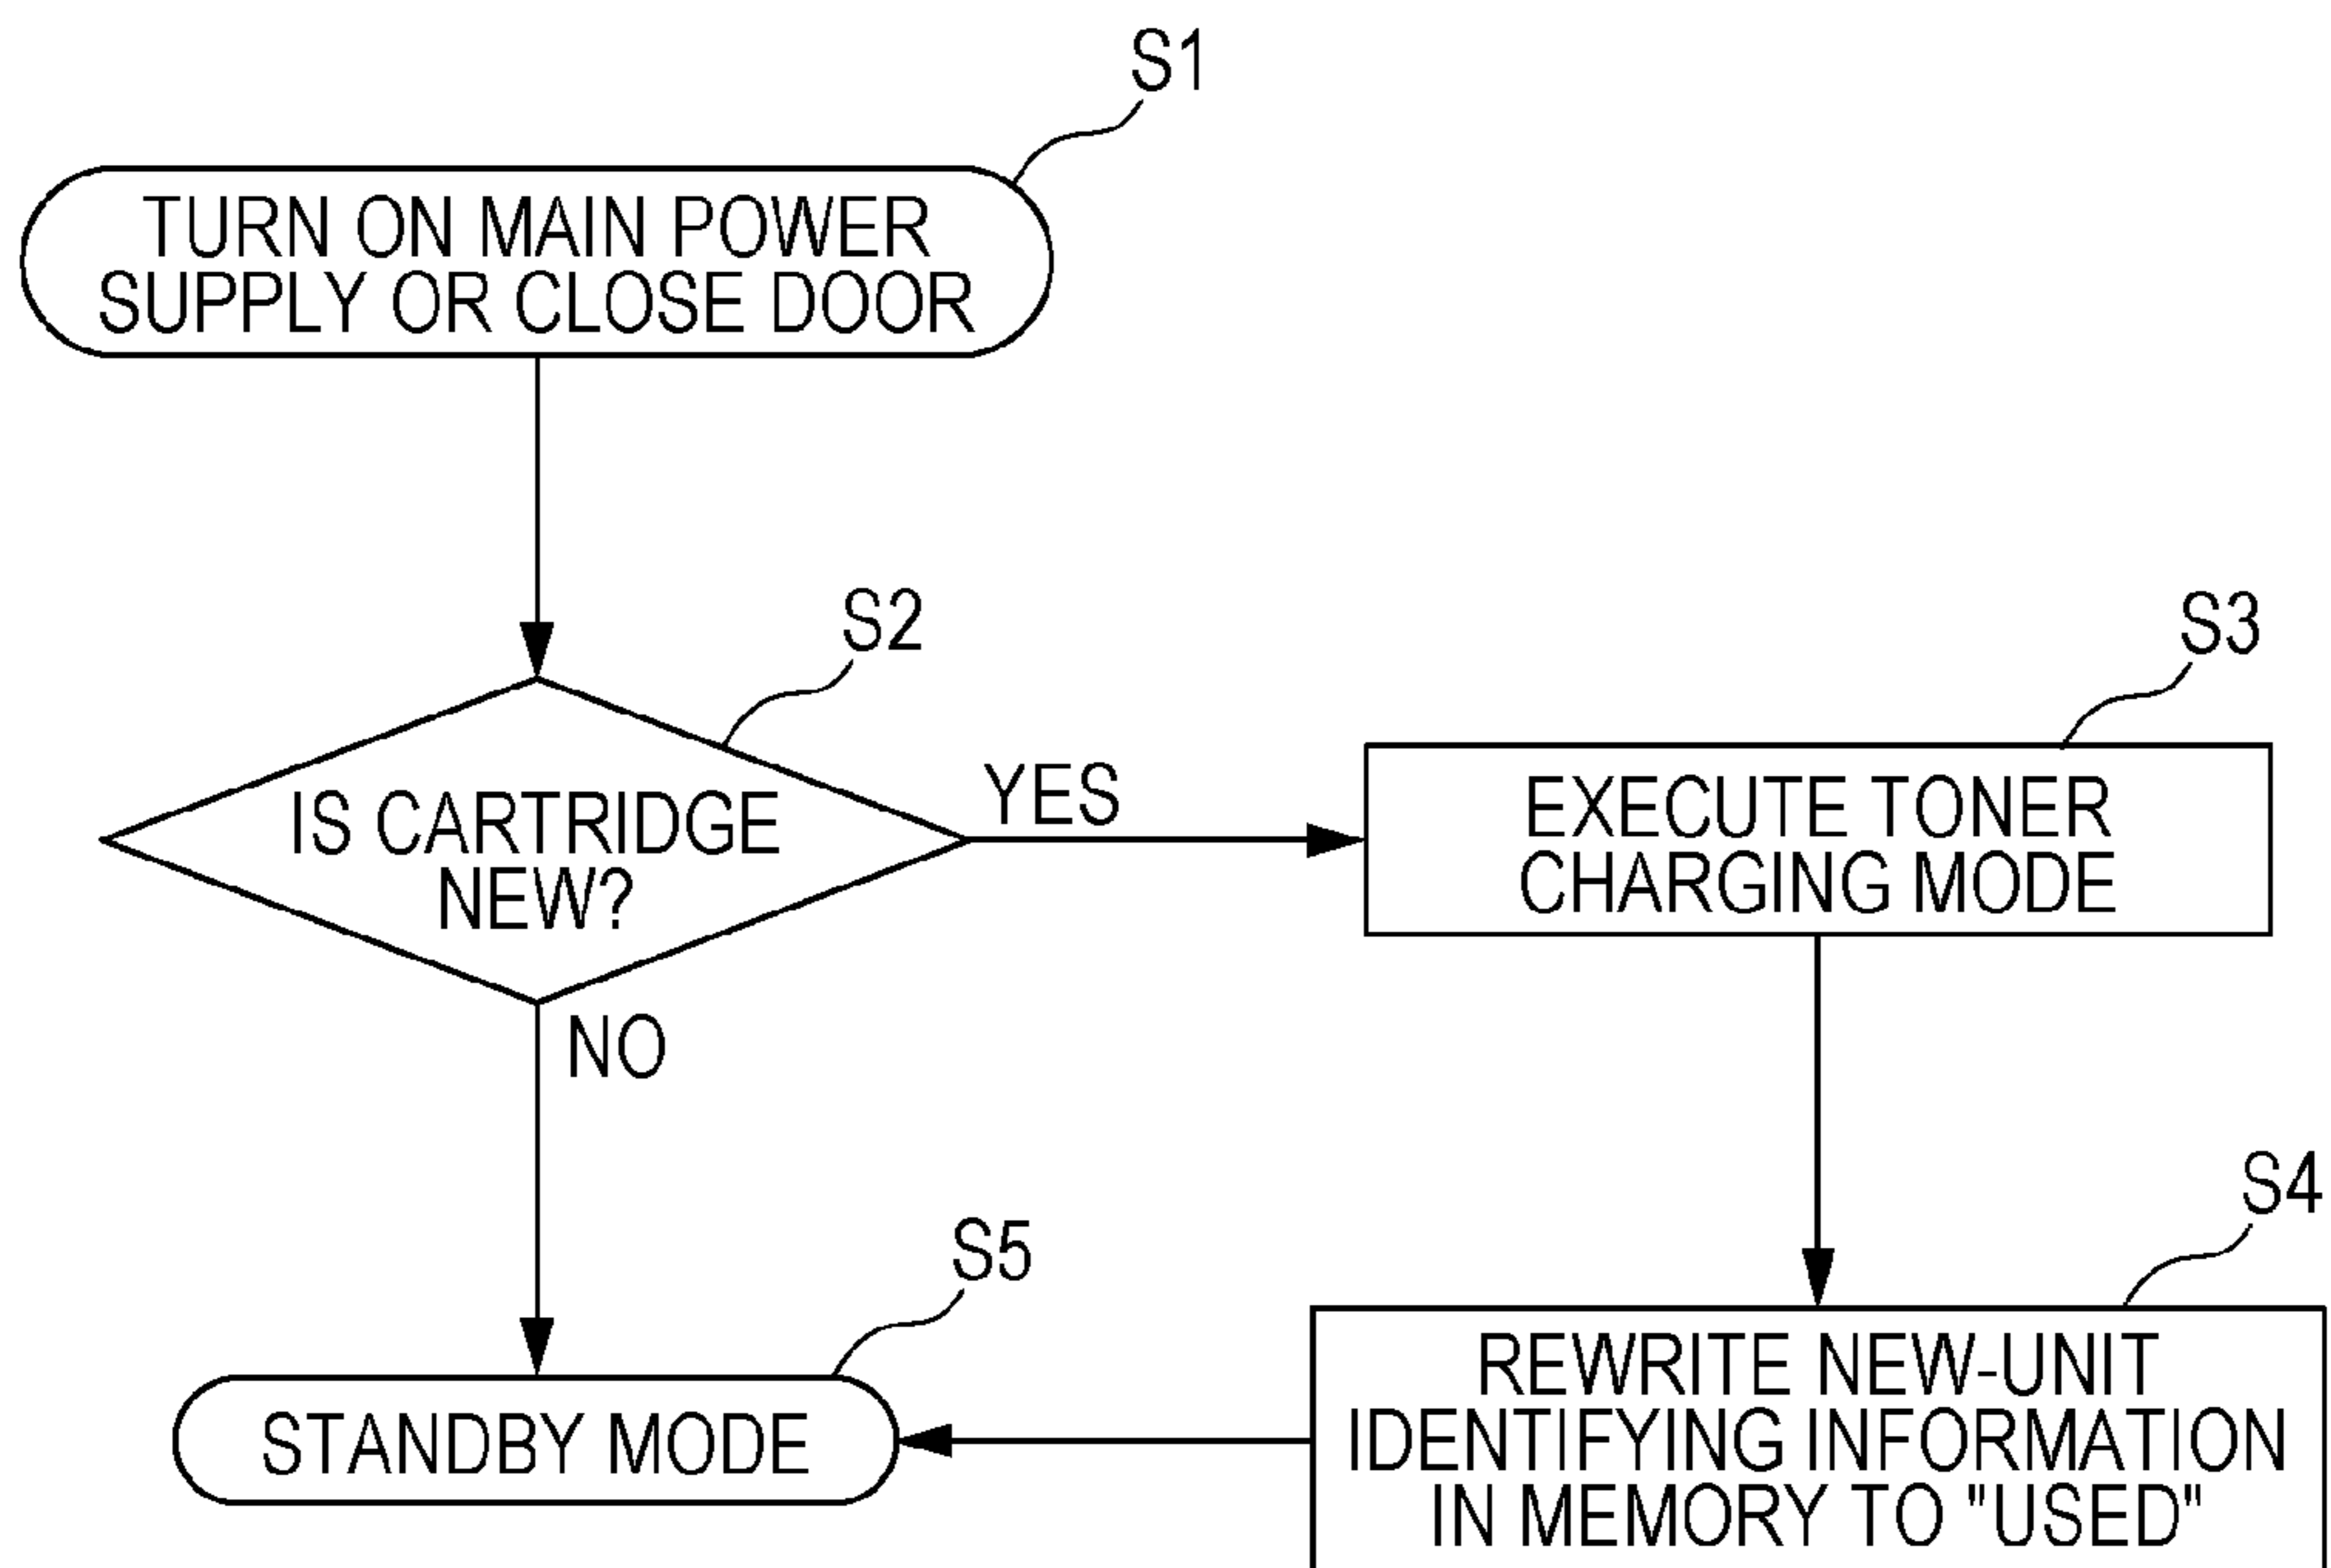 S1
TURN ON MAIN POWER
SUPPLY OR CLOSE DOOR
S2
IS CARTRIDGE
NEW?
YES
NO
S3
EXECUTE TONER
CHARGING MODE
S4
REWRITE NEW-UNIT
IDENTIFYING INFORMATION
IN MEMORY TO "USED"
S5
STANDBY MODE